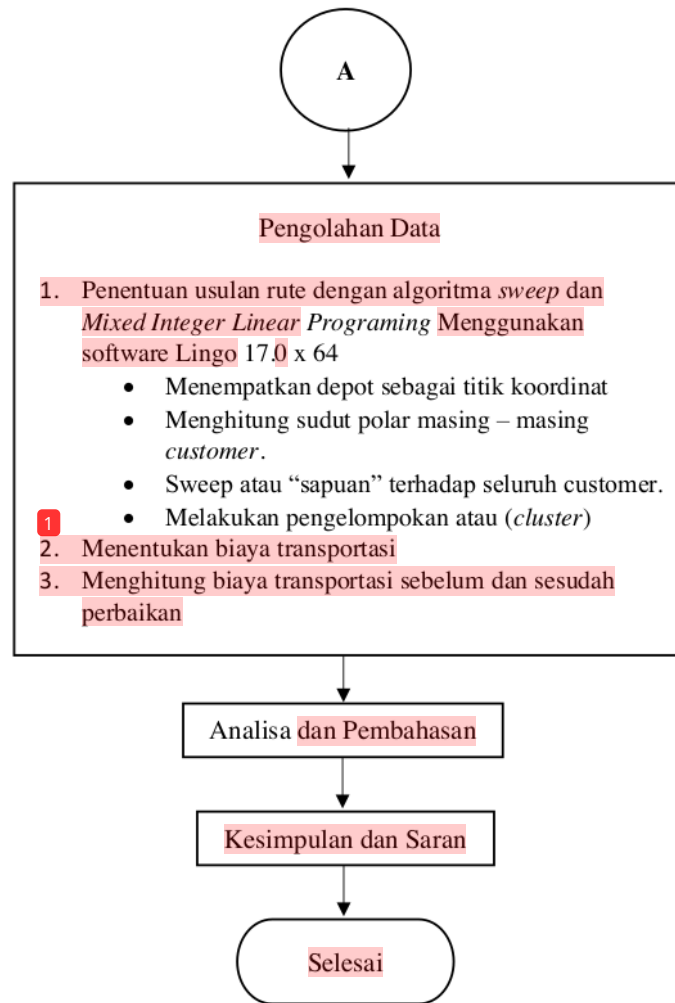 A
Pengolahan Data
1. Penentuan usulan rute dengan algoritma sweep dan
Mixed Integer Linear Programing Menggunakan
software Lingo 17.0 x 64
• Menempatkan depot sebagai titik koordinat
• Menghitung sudut polar masing – masing
customer.
• Sweep atau “sapuan” terhadap seluruh customer.
1
• Melakukan pengelompokan atau (cluster)
2. Menentukan biaya transportasi
3. Menghitung biaya transportasi sebelum dan sesudah
perbaikan
Analisa dan Pembahasan
Kesimpulan dan Saran
Selesai